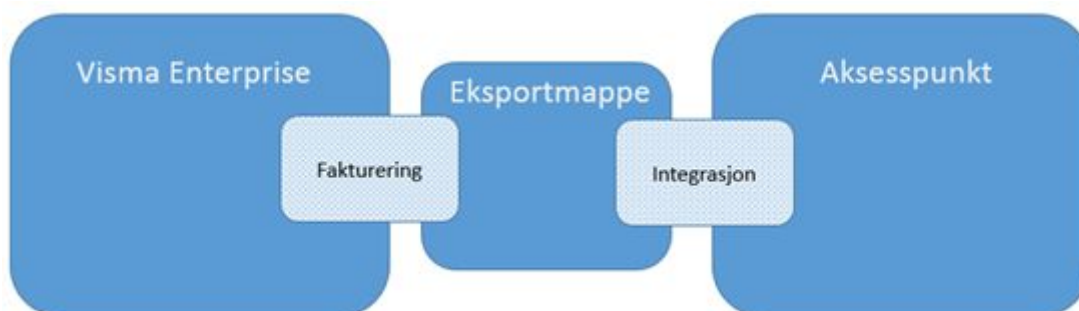 Visma Enterprise
Eksportmappe
Aksesspunkt
Fakturering
Integrasjon